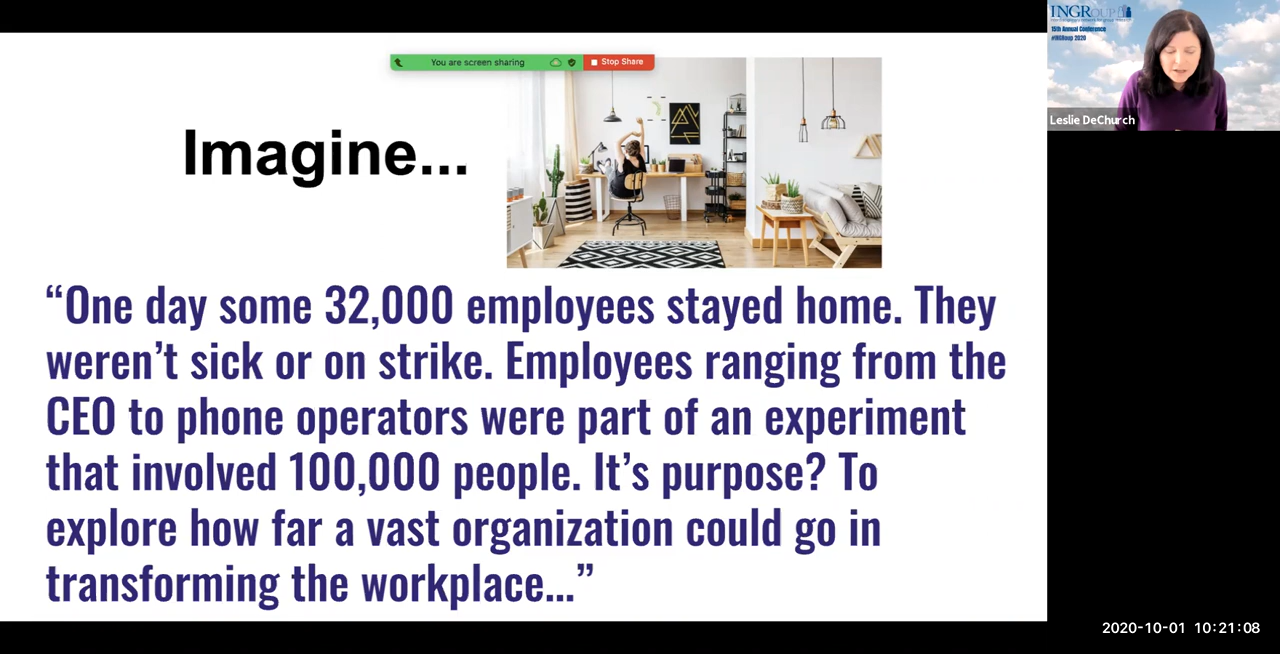 You are screen sharing
Stop Share
Imagine...
“One day some 32,000 employees stayed home. They
weren’t sick or on strike. Employees ranging from the
CEO to phone operators were part of an experiment
that involved 100,000 people. It’s purpose? To
explore how far a vast organization could go in
transforming the workplace...”
INGRoup
15th Annual Conference
#INGRoup 2020
Leslie DeChurch
2020-10-01 10:21:08